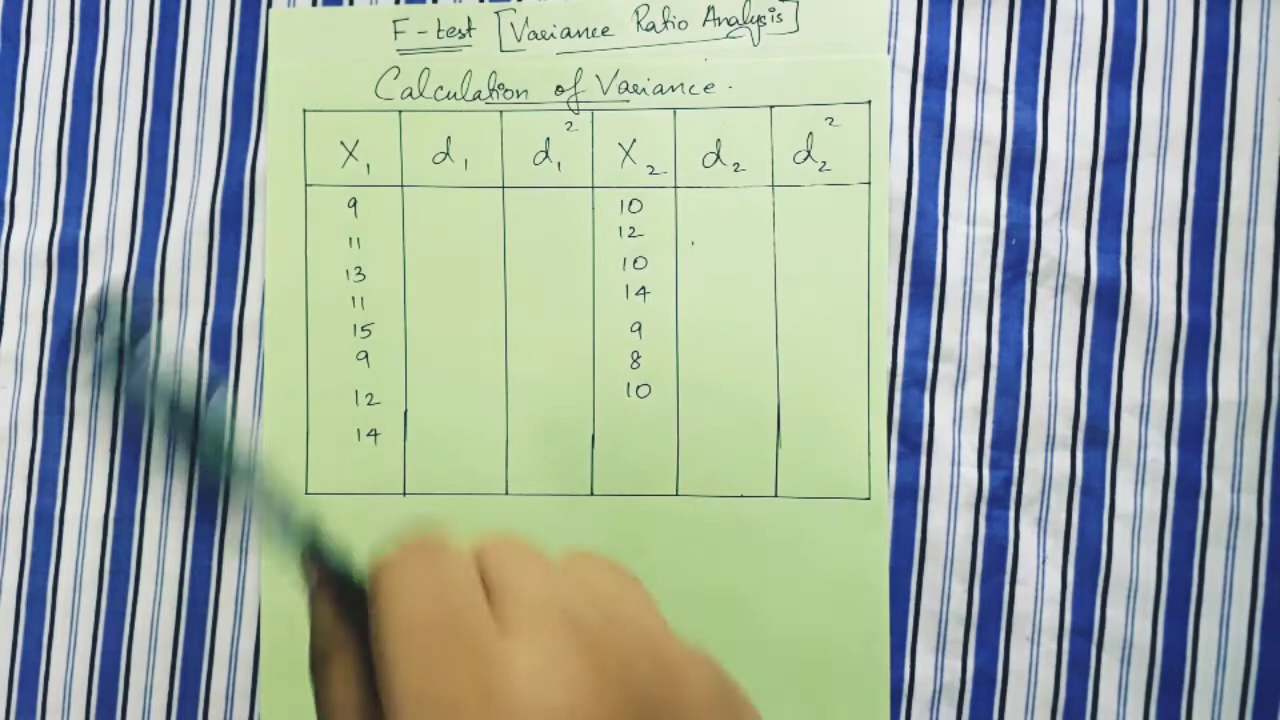 F - test [Variance Ratio Analysis]
Calculation of Variance.
X₁ d₁ d₁² X₂ d₂ d₂²
9 10
11 12
13 10
11 14
15 9
9 8
12 10
14